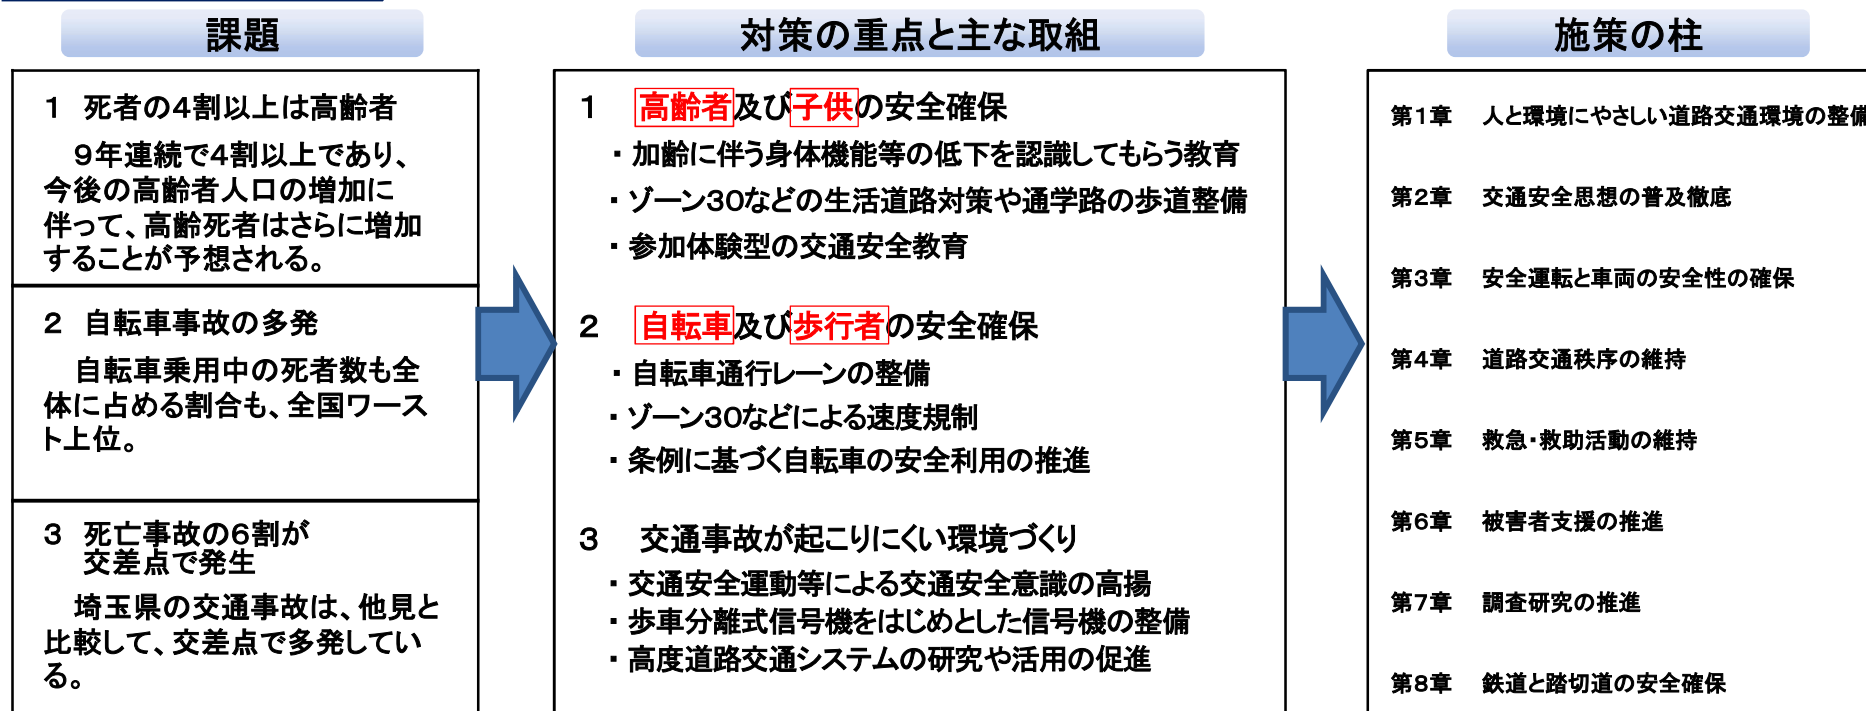 課題
1 死者の4割以上は高齢者
9年連続で4割以上であり、
今後の高齢者人口の増加に
伴って、高齢死者はさらに増加
することが予想される。
2 自転車事故の多発
自転車乗用中の死者数も全
体に占める割合も、全国ワース
ト上位。
3 死亡事故の6割が
交差点で発生
埼玉県の交通事故は、他見と
比較して、交差点で多発してい
る。
対策の重点と主な取組
1 高齢者及び子供の安全確保
・加齢に伴う身体機能等の低下を認識してもらう教育
・ゾーン30などの生活道路対策や通学路の歩道整備
・参加体験型の交通安全教育
2 自転車及び歩行者の安全確保
・自転車通行レーンの整備
・ゾーン30などによる速度規制
・条例に基づく自転車の安全利用の推進
3 交通事故が起こりにくい環境づくり
・交通安全運動等による交通安全意識の高揚
・歩車分離式信号機をはじめとした信号機の整備
・高度道路交通システムの研究や活用の促進
施策の柱
第1章 人と環境にやさしい道路交通環境の整備
第2章 交通安全思想の普及徹底
第3章 安全運転と車両の安全性の確保
第4章 道路交通秩序の維持
第5章 救急・救助活動の維持
第6章 被害者支援の推進
第7章 調査研究の推進
第8章 鉄道と踏切道の安全確保